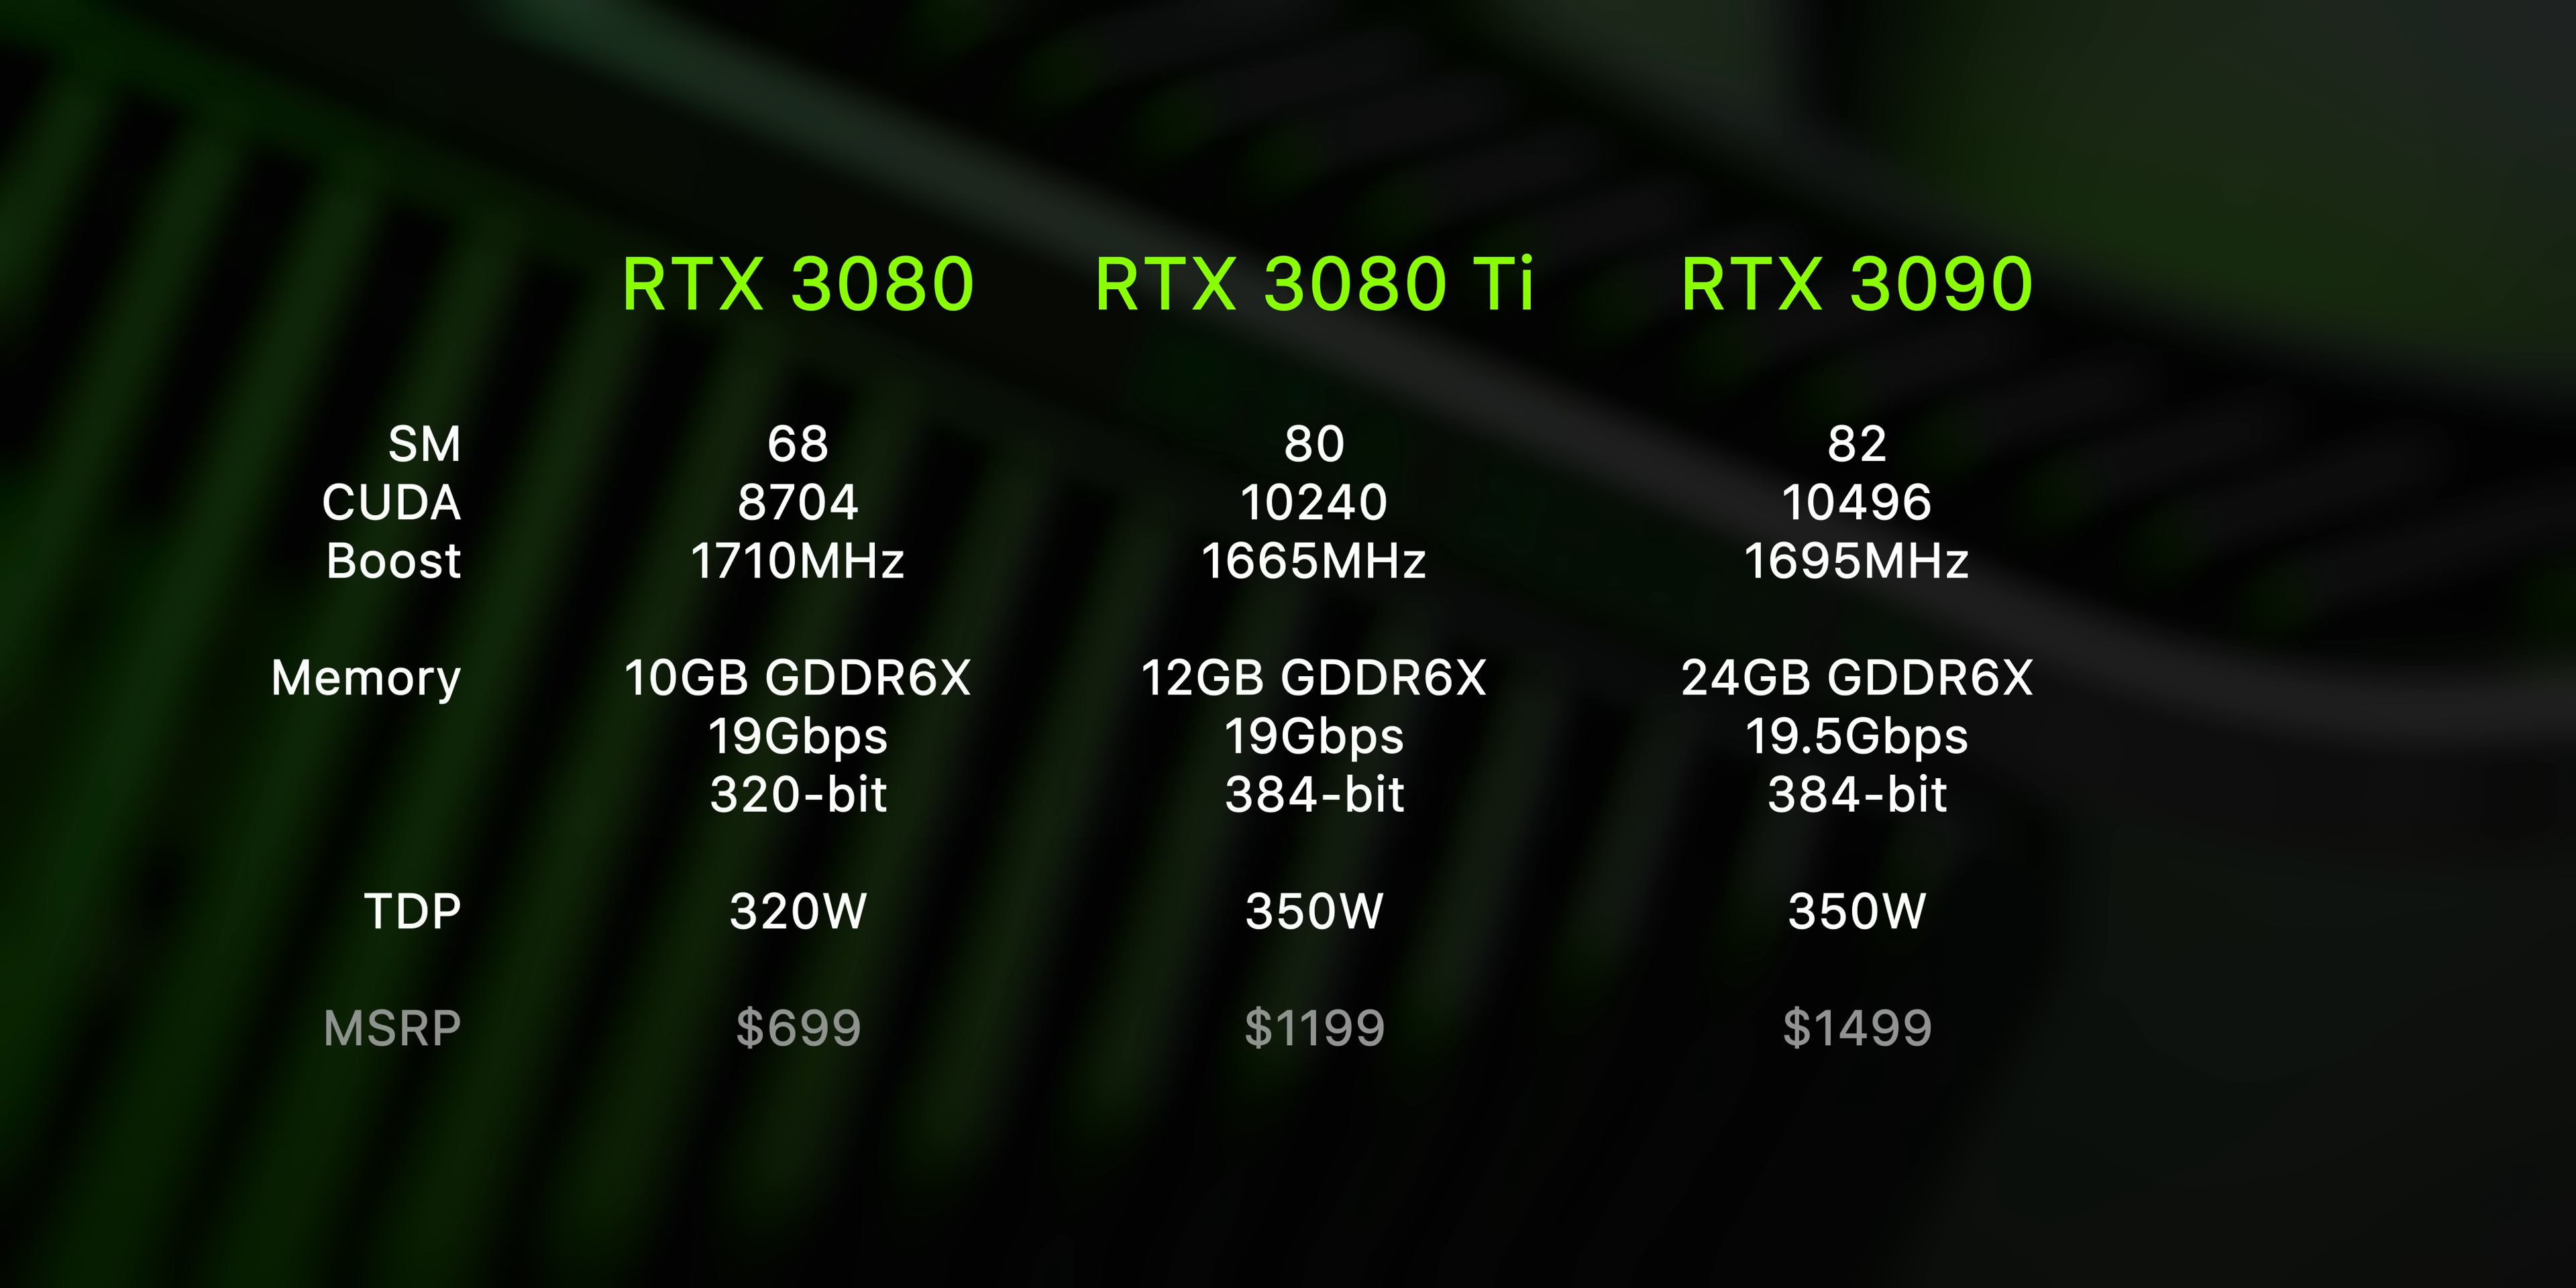 RTX 3080 RTX 3080 Ti RTX 3090
SM 68 80 82
CUDA 8704 10240 10496
Boost 1710MHz 1665MHz 1695MHz
Memory 10GB GDDR6X 12GB GDDR6X 24GB GDDR6X
19Gbps 19Gbps 19.5Gbps
320-bit 384-bit 384-bit
TDP 320W 350W 350W
MSRP $699 $1199 $1499